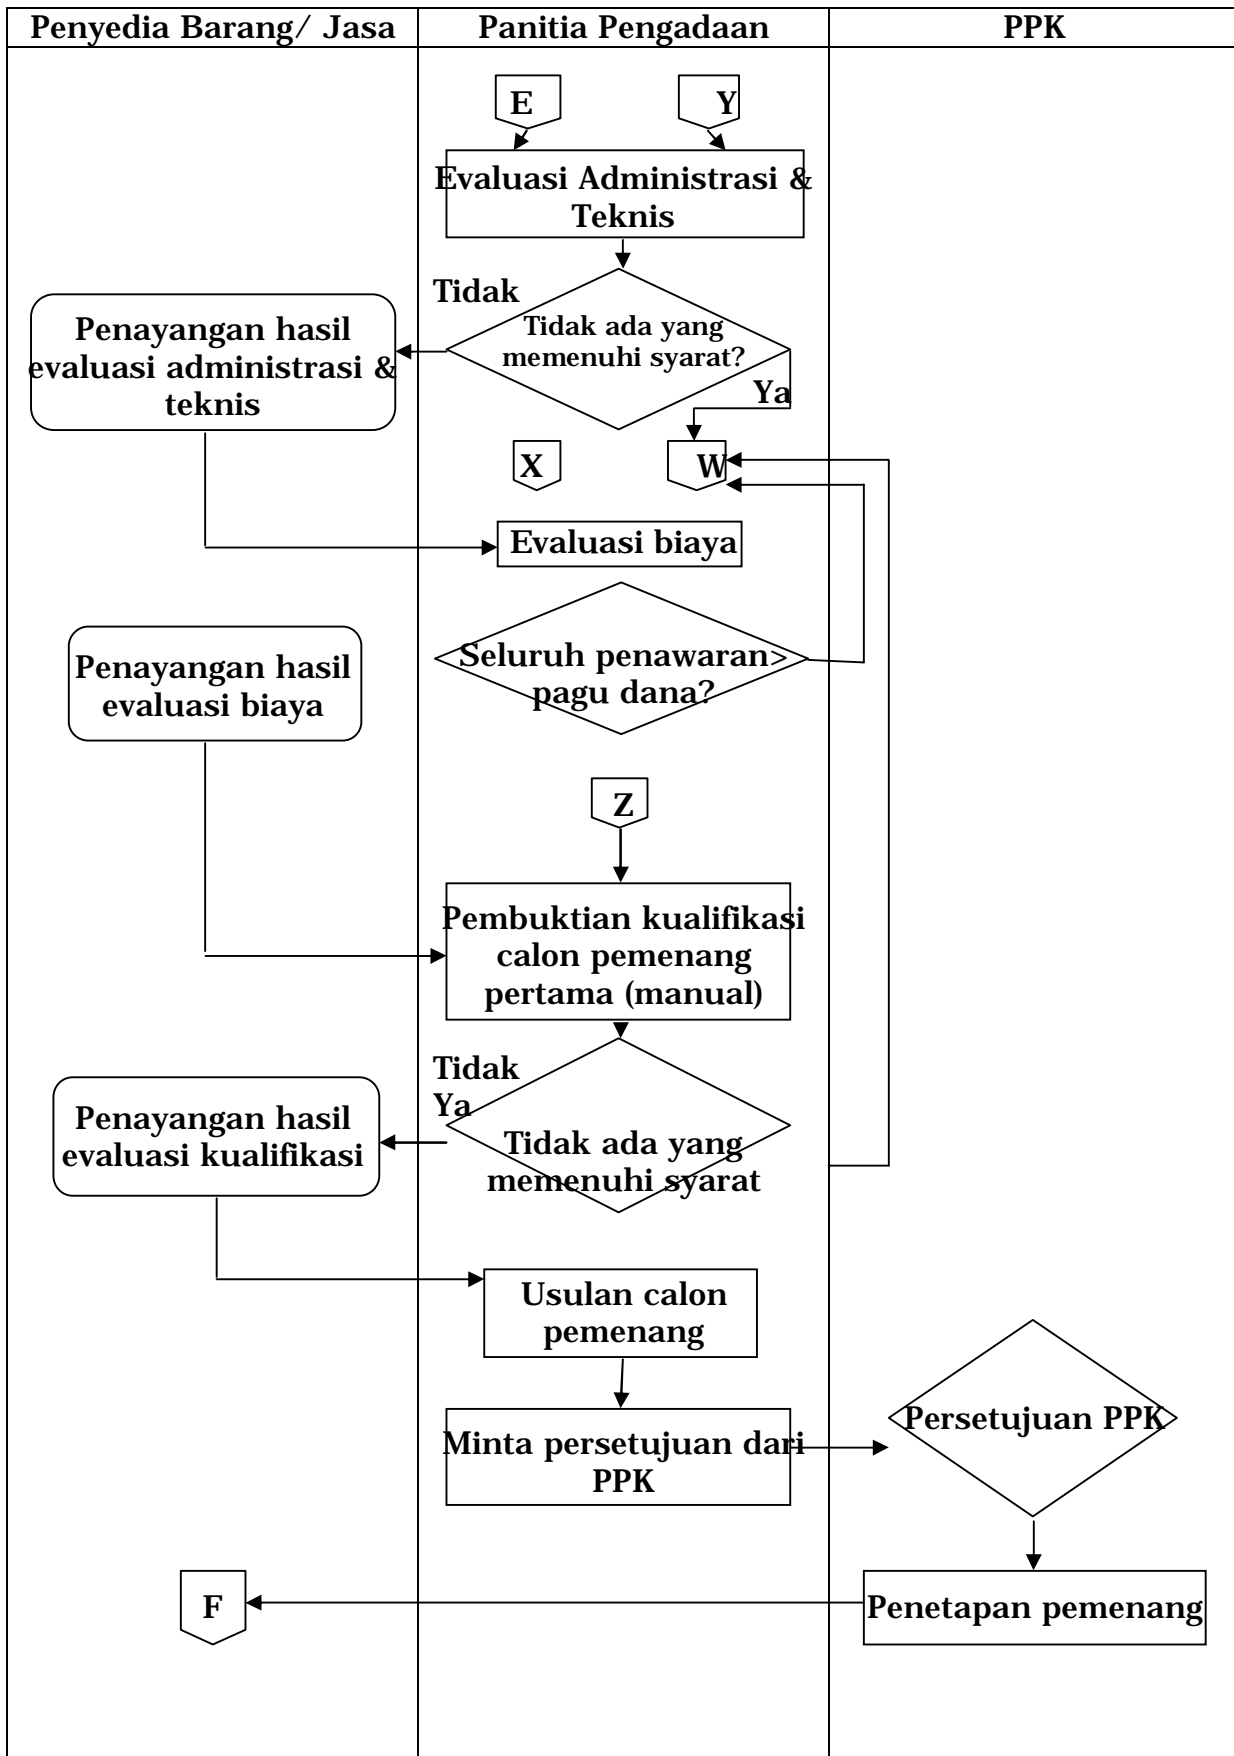 Penyedia Barang/ Jasa
Panitia Pengadaan
PPK
E
Y
Evaluasi Administrasi &
Teknis
Tidak
Tidak ada yang
memenuhi syarat?
Ya
Penayangan hasil
evaluasi administrasi &
teknis
X
W
Evaluasi biaya
Seluruh penawaran>
pagu dana?
Penayangan hasil
evaluasi biaya
Z
Pembuktian kualifikasi
calon pemenang
pertama (manual)
Tidak
Ya
Tidak ada yang
memenuhi syarat
Penayangan hasil
evaluasi kualifikasi
Usulan calon
pemenang
Minta persetujuan dari
PPK
Persetujuan PPK
Penetapan pemenang
F